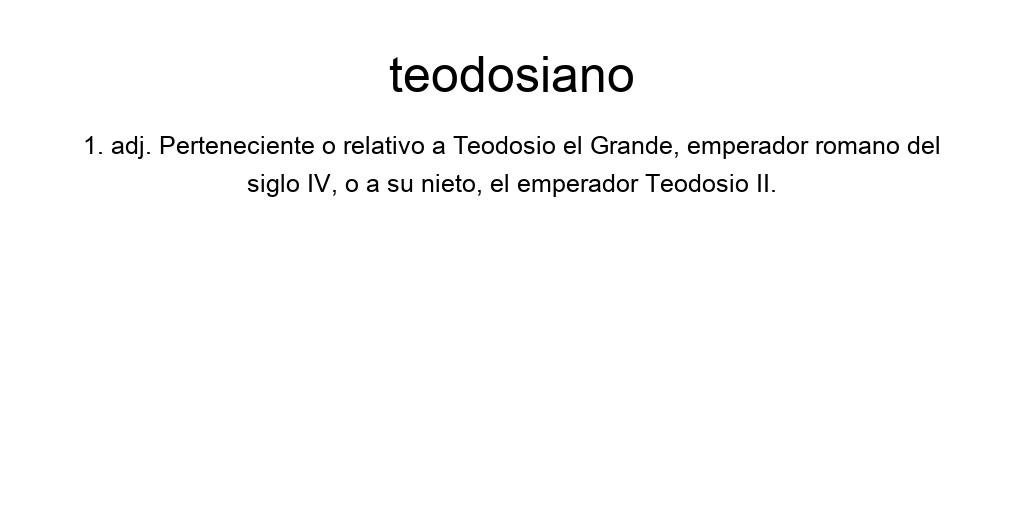 teodosiano
1. adj. Perteneciente o relativo a Teodosio el Grande, emperador romano del
siglo IV, o a su nieto, el emperador Teodosio II.